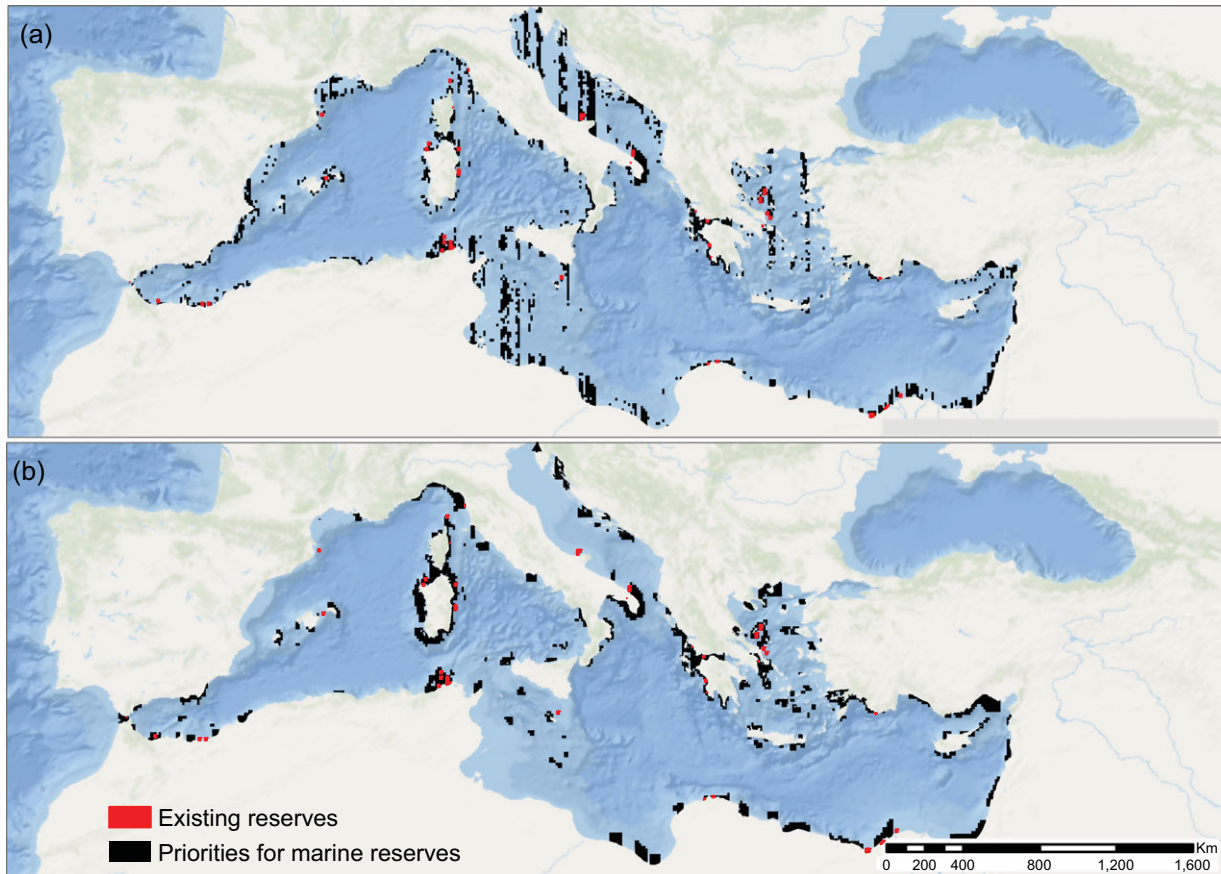 (a)
(b)
Existing reserves
Priorities for marine reserves
Km
0 200 400 800 1,200 1,600